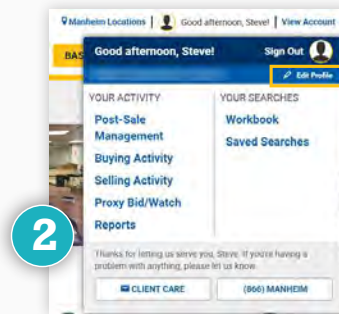 Manheim Locations | Good afternoon, Steve! | View Account
BAS
Good afternoon, Steve! Sign Out
Edit Profile
YOUR ACTIVITY YOUR SEARCHES
Post-Sale Workbook
Management Saved Searches
Buying Activity
Selling Activity
Proxy Bid/Watch
Reports
2
Thanks for letting us serve you, Steve. If you're having a
problem with anything, please let us know.
CLIENT CARE (866) MANHEIM